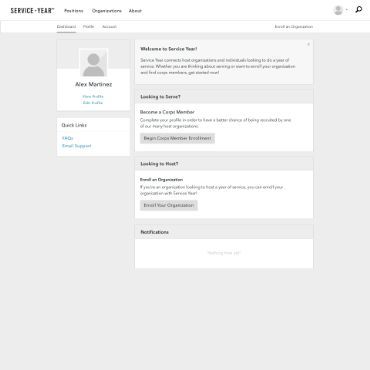 SERVICE+YEAR™ Positions Organizations About
Dashboard Profile Account Enroll an Organization
Alex Martinez
View Profile
Edit Profile
Quick Links
FAQs
Email Support
Welcome to Service Year!
Service Year connects host organizations and individuals looking to do a year of
service. Whether you are thinking about serving or want to enroll your organization
and find corps members, get started now!
Looking to Serve?
Become a Corps Member
Complete your profile in order to have a better chance of being recruited by one
of our many host organizations.
Begin Corps Member Enrollment
Looking to Host?
Enroll an Organization
If you're an organization looking to host a year of service, you can enroll your
organization with Service Year!
Enroll Your Organization
Notifications
Nothing new yet!